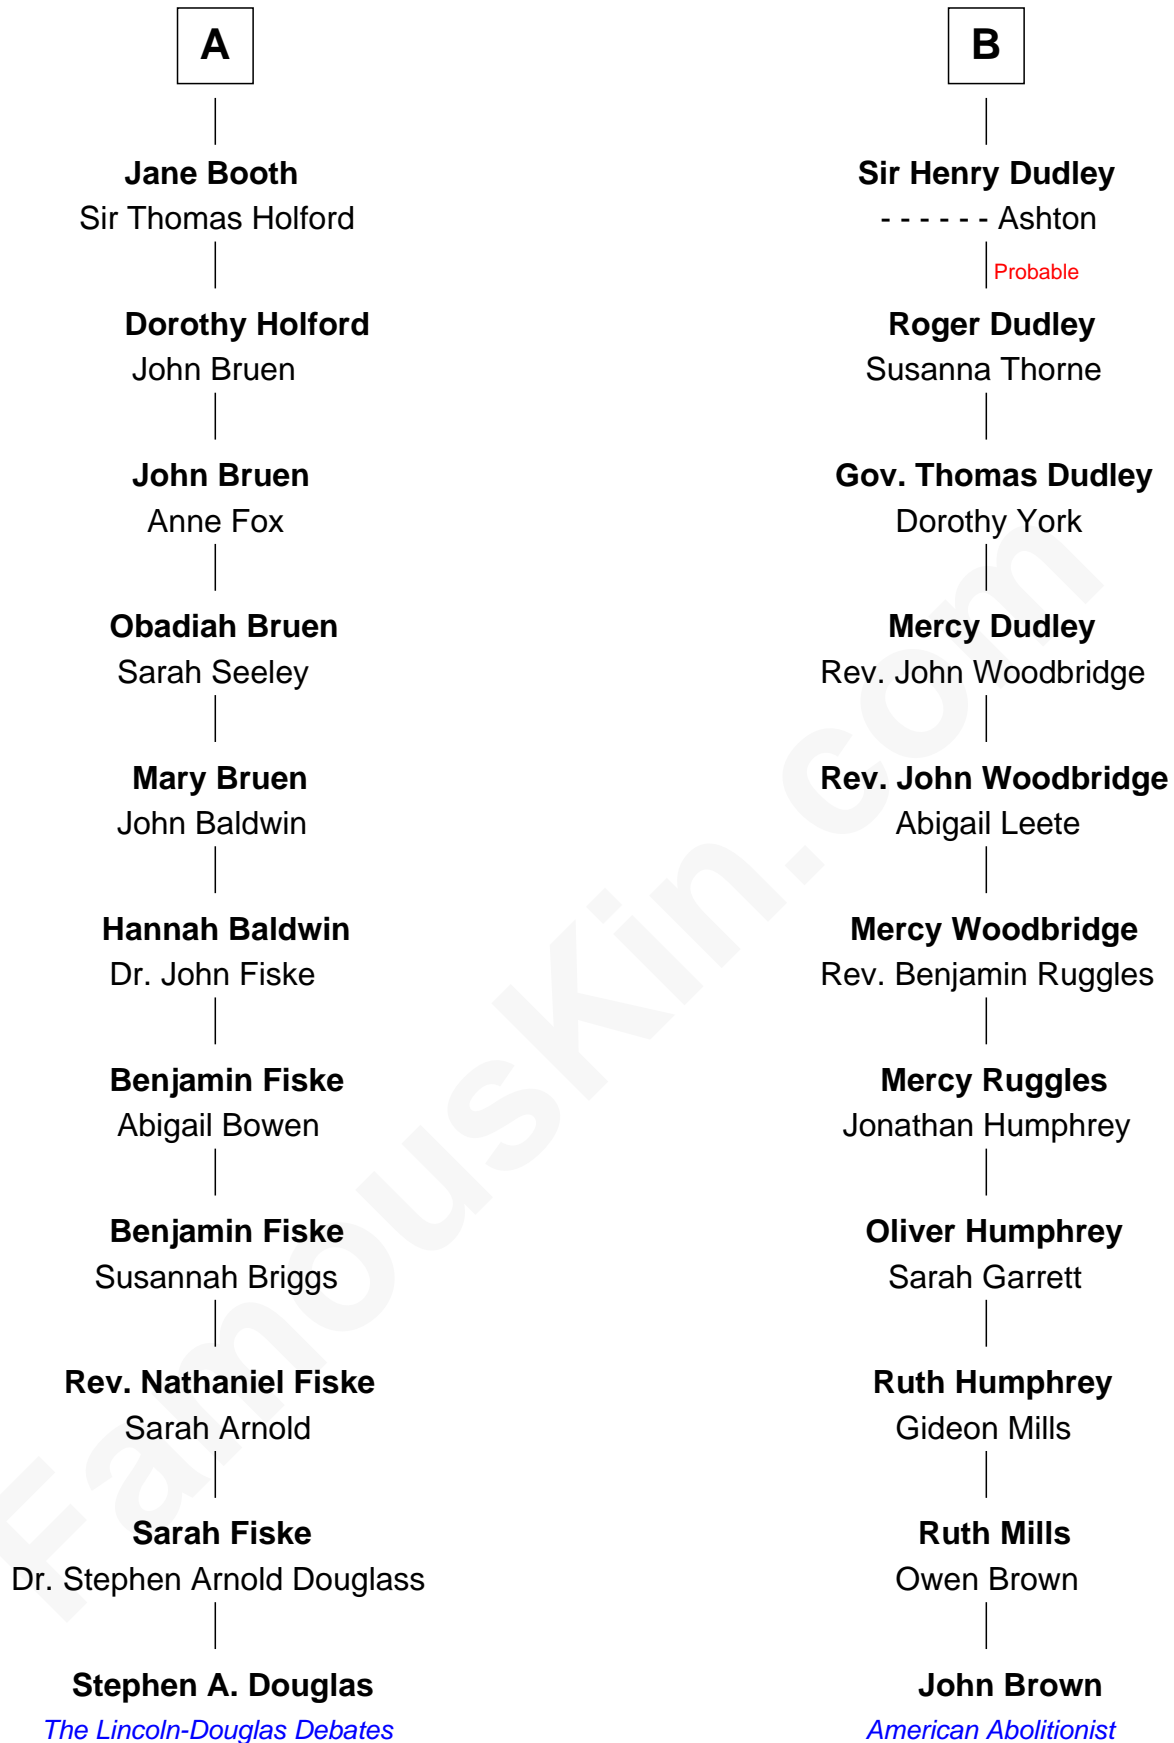 A
Jane Booth
Sir Thomas Holford
Dorothy Holford
John Bruen
John Bruen
Anne Fox
Obadiah Bruen
Sarah Seeley
Mary Bruen
John Baldwin
Hannah Baldwin
Dr. John Fiske
Benjamin Fiske
Abigail Bowen
Benjamin Fiske
Susannah Briggs
Rev. Nathaniel Fiske
Sarah Arnold
Sarah Fiske
Dr. Stephen Arnold Douglass
Stephen A. Douglas
The Lincoln-Douglas Debates
B
Sir Henry Dudley
- - - - - - Ashton
Probable
Roger Dudley
Susanna Thorne
Gov. Thomas Dudley
Dorothy York
Mercy Dudley
Rev. John Woodbridge
Rev. John Woodbridge
Abigail Leete
Mercy Woodbridge
Rev. Benjamin Ruggles
Mercy Ruggles
Jonathan Humphrey
Oliver Humphrey
Sarah Garrett
Ruth Humphrey
Gideon Mills
Ruth Mills
Owen Brown
John Brown
American Abolitionist
FamousKin.com